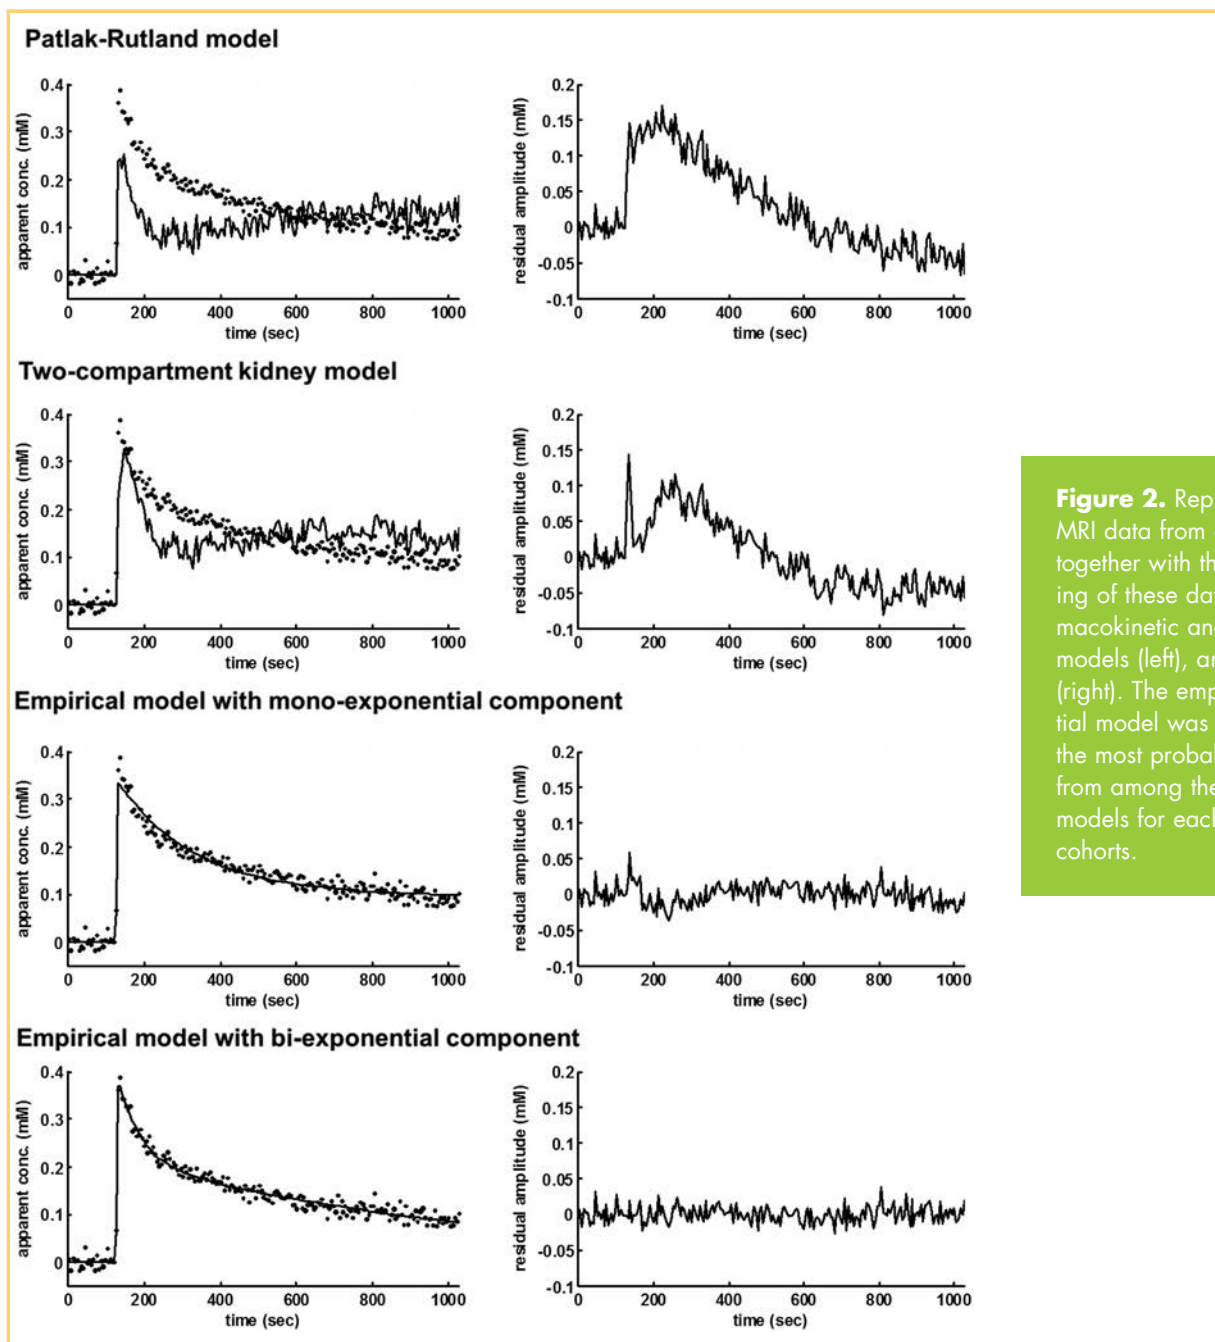 Patlak-Rutland model
apparent conc. (mM)
0.4
0.3
0.2
0.1
0
0 200 400 600 800 1000
time (sec)
residual amplitude (mM)
0.2
0.15
0.1
0.05
0
-0.05
-0.1
0 200 400 600 800 1000
time (sec)
Two-compartment kidney model
apparent conc. (mM)
0.4
0.3
0.2
0.1
0
0 200 400 600 800 1000
time (sec)
residual amplitude (mM)
0.2
0.15
0.1
0.05
0
-0.05
-0.1
0 200 400 600 800 1000
time (sec)
Empirical model with mono-exponential component
apparent conc. (mM)
0.4
0.3
0.2
0.1
0
0 200 400 600 800 1000
time (sec)
residual amplitude (mM)
0.2
0.15
0.1
0.05
0
-0.05
-0.1
0 200 400 600 800 1000
time (sec)
Empirical model with bi-exponential component
apparent conc. (mM)
0.4
0.3
0.2
0.1
0
0 200 400 600 800 1000
time (sec)
residual amplitude (mM)
0.2
0.15
0.1
0.05
0
-0.05
-0.1
0 200 400 600 800 1000
time (sec)
Figure 2. Rep
MRI data from
together with th
ing of these da
macokinetic an
models (left), a
(right). The emp
tial model was
the most proba
from among the
models for each
cohorts.